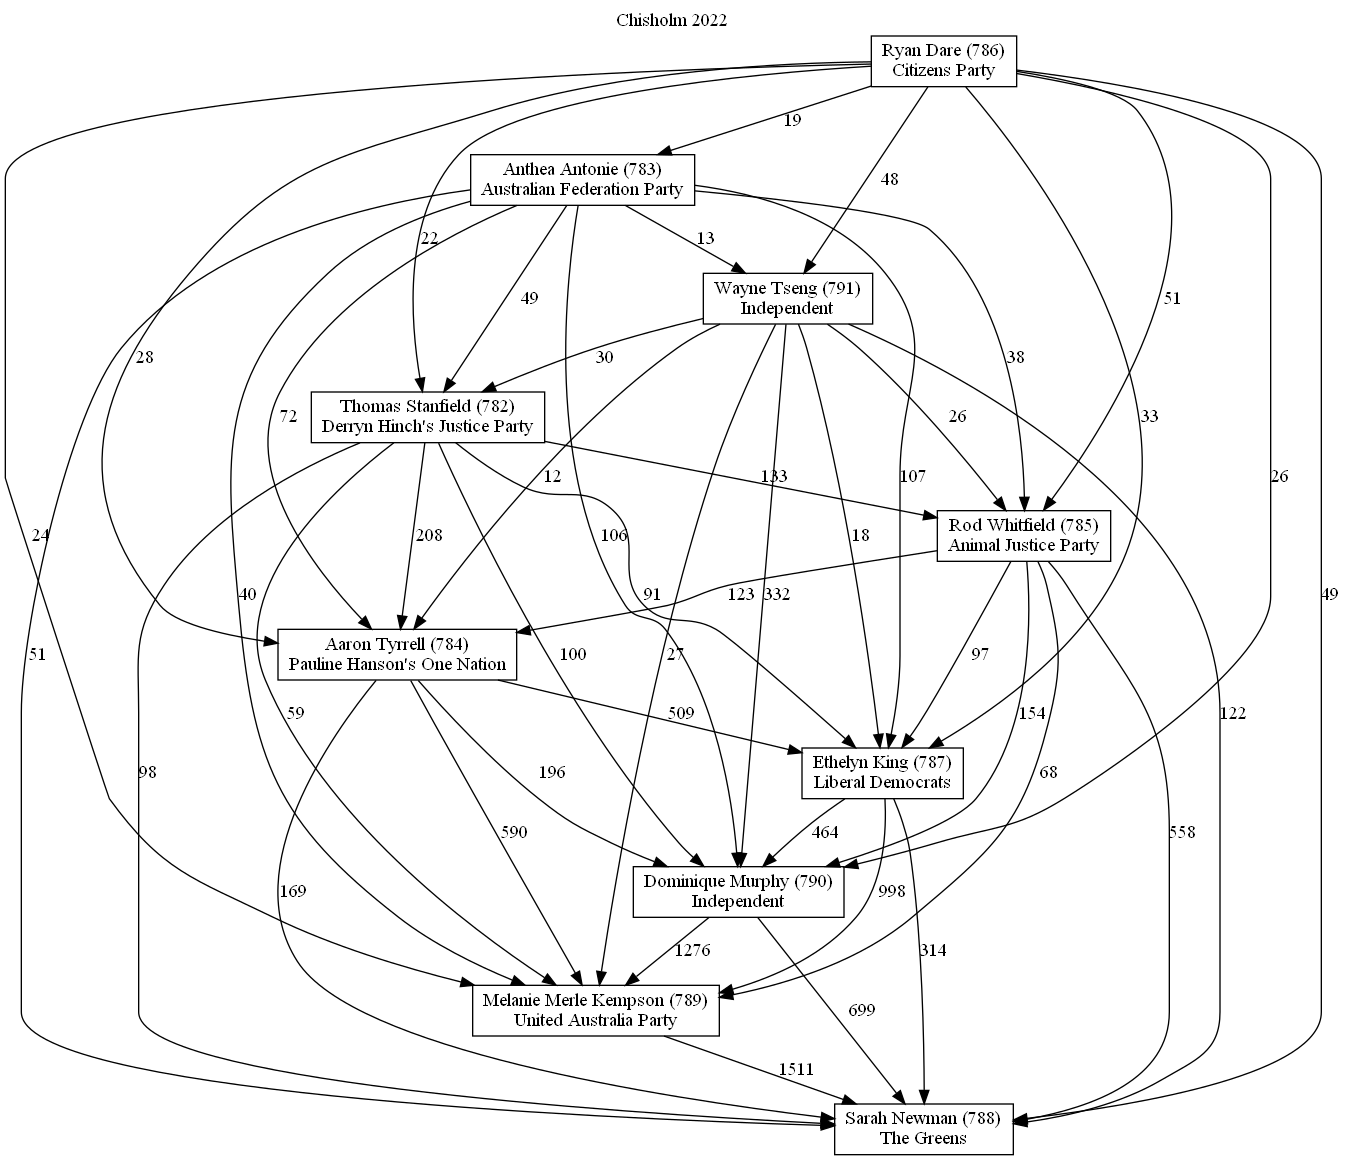 Chisholm 2022
Ryan Dare (786)
Citizens Party
19
Anthea Antonie (783)
Australian Federation Party
48
22
13
Wayne Tseng (791)
Independent
49
51
28
30
38
Thomas Stanfield (782)
Derryn Hinch's Justice Party
72
26
33
12
133
107
26
Rod Whitfield (785)
Animal Justice Party
24
208
106
18
40
91
123
332
49
Aaron Tyrrell (784)
Pauline Hanson's One Nation
51
100
27
97
59
509
154
122
Ethelyn King (787)
Liberal Democrats
98
196
68
590
464
558
Dominique Murphy (790)
Independent
169
998
1276
314
Melanie Merle Kempson (789)
United Australia Party
699
1511
Sarah Newman (788)
The Greens